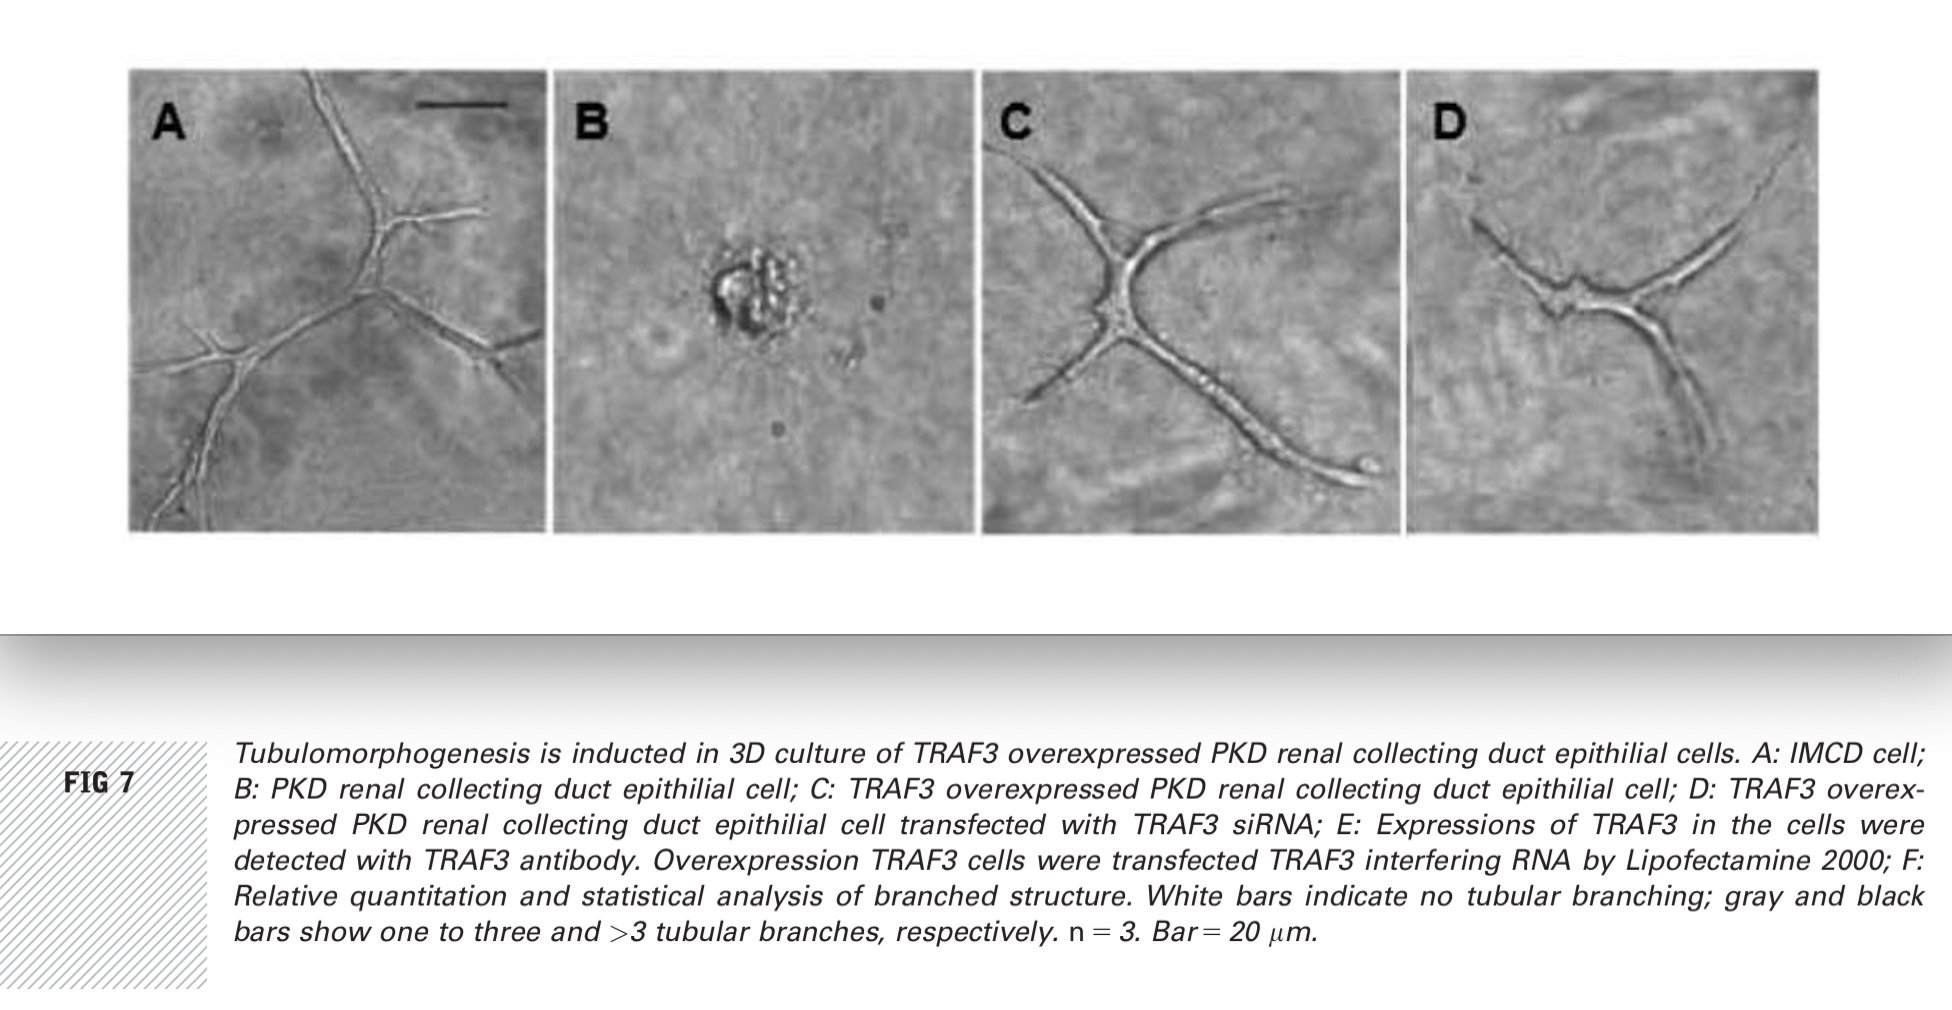 A
B
C
D
FIG 7
Tubulomorphogenesis is inducted in 3D culture of TRAF3 overexpressed PKD renal collecting duct epithilial cells. A: IMCD cell;
B: PKD renal collecting duct epithilial cell; C: TRAF3 overexpressed PKD renal collecting duct epithilial cell; D: TRAF3 overex-
pressed PKD renal collecting duct epithilial cell transfected with TRAF3 siRNA; E: Expressions of TRAF3 in the cells were
detected with TRAF3 antibody. Overexpression TRAF3 cells were transfected TRAF3 interfering RNA by Lipofectamine 2000; F:
Relative quantitation and statistical analysis of branched structure. White bars indicate no tubular branching; gray and black
bars show one to three and >3 tubular branches, respectively. n = 3. Bar = 20 μm.